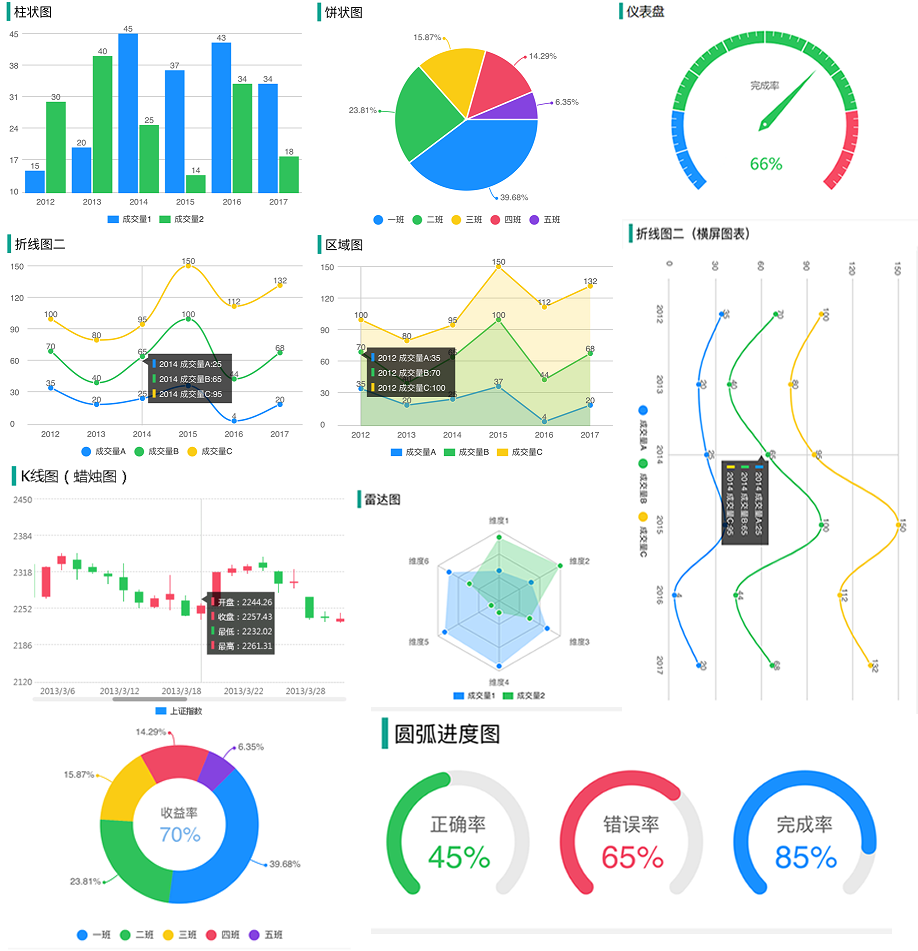 柱状图
45
38
31
24
17
10
15
30
20
40
45
25
37
14
43
34
34
18
2012
2013
2014
2015
2016
2017
成交量1
成交量2
饼状图
15.87%
14.29%
6.35%
23.81%
39.68%
一班
二班
三班
四班
五班
仪表盘
完成率
66%
折线图二
150
120
90
60
30
0
100
80
95
150
112
132
70
40
65
100
44
68
35
20
25
4
20
2014 成交量A:25
2014 成交量B:65
2014 成交量C:95
2012
2013
2014
2015
2016
2017
成交量A
成交量B
成交量C
区域图
150
120
90
60
30
0
100
80
95
150
112
132
70
65
100
44
68
35
20
25
37
4
20
2012 成交量A:35
2012 成交量B:70
2012 成交量C:100
2012
2013
2014
2015
2016
2017
成交量A
成交量B
成交量C
折线图二（横屏图表）
0
30
60
90
120
150
2012
2013
2014
2015
2016
2017
35
20
25
4
20
70
40
65
100
44
68
100
80
95
150
112
132
2014 成交量A:25
2014 成交量B:65
2014 成交量C:95
成交量A
成交量B
成交量C
K线图（蜡烛图）
2450
2384
2318
2252
2186
2120
开盘：2244.26
收盘：2257.43
最低：2232.02
最高：2261.31
2013/3/6
2013/3/12
2013/3/18
2013/3/22
2013/3/28
上证指数
雷达图
维度1
维度2
维度3
维度4
维度5
维度6
成交量1
成交量2
14.29%
6.35%
15.87%
23.81%
39.68%
收益率
70%
一班
二班
三班
四班
五班
圆弧进度图
正确率
45%
错误率
65%
完成率
85%